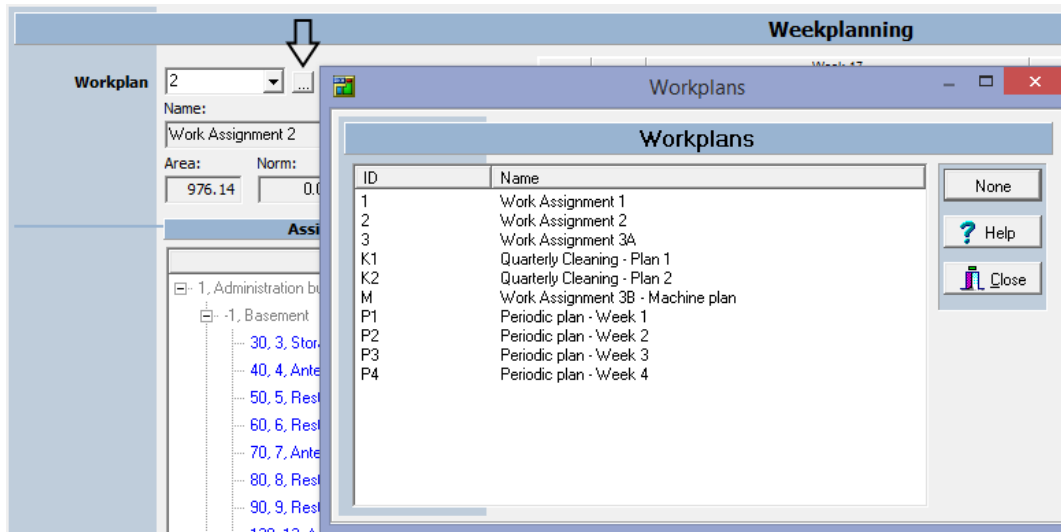 Weekplanning
Workplan 2 ...
Name:
Work Assignment 2
Area: Norm:
976.14
Assi
1, Administration bu
-1, Basement
30, 3, Stor
40, 4, Ante
50, 5, Rest
60, 6, Rest
70, 7, Ante
80, 8, Rest
90, 9, Rest
Workplans
Workplans
ID Name
1 Work Assignment 1
2 Work Assignment 2
3 Work Assignment 3A
K1 Quarterly Cleaning - Plan 1
K2 Quarterly Cleaning - Plan 2
M Work Assignment 3B - Machine plan
P1 Periodic plan - Week 1
P2 Periodic plan - Week 2
P3 Periodic plan - Week 3
P4 Periodic plan - Week 4
None
? Help
Close